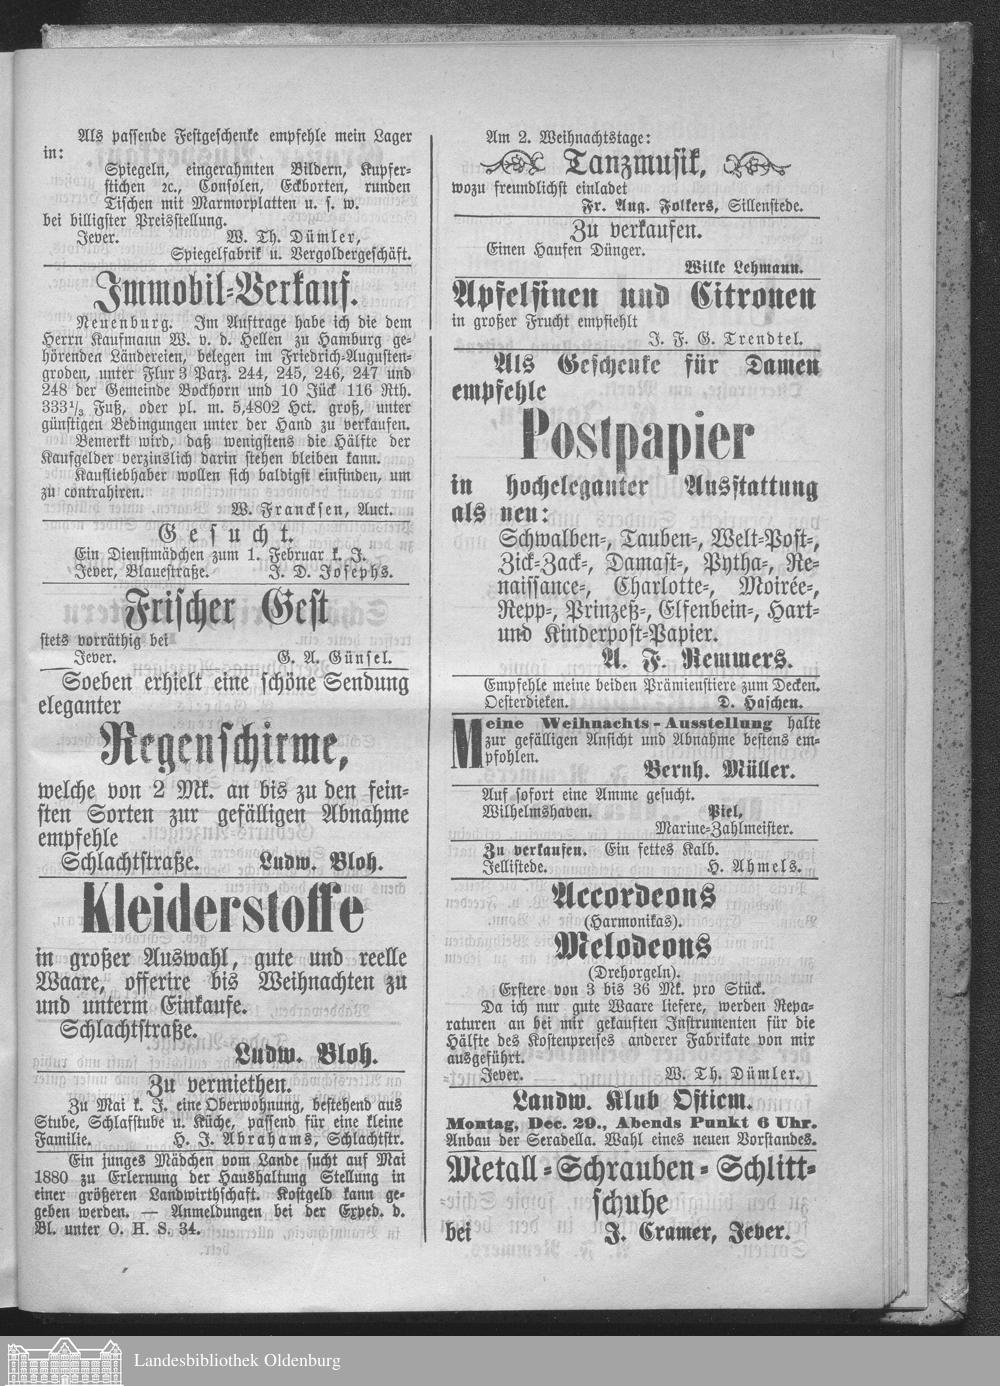 Als passende Festgeschenke empfehle mein Lager
in:
Spiegeln, eingerahmten Bildern, Kupfer-
stichen ꝛc., Consolen, Eckborten, runden
Tischen mit Marmorplatten u. s. w.
bei billigster Preisstellung.
Jever. W. Th. Dümler,
Spiegelfabrik u. Vergoldergeschäft.
Immobil-Verkauf.
Neuenburg. Im Auftrage habe ich die dem
Herrn Kaufmann W. v. d. Hellen zu Hamburg ge-
hörenden Ländereien, belegen im Friedrich-Augusten-
groden, unter Flur 3 Parz. 244, 245, 246, 247 und
248 der Gemeinde Bockhorn und 10 Jück 116 Rth.
333⅓ Fuß, oder pl. m. 5,4802 Hct. groß, unter
günstigen Bedingungen unter der Hand zu verkaufen.
Bemerkt wird, daß wenigstens die Hälfte der
Kaufgelder verzinslich darin stehen bleiben kann.
Kaufliebhaber wollen sich baldigst einfinden, um
zu contrahiren.
W. Francksen, Auct.
Gesucht.
Ein Dienstmädchen zum 1. Februar k. J.
Jever, Blauestraße. J. D. Josephs.
Frischer Gest
stets vorräthig bei
Jever. G. A. Günsel.
Soeben erhielt eine schöne Sendung
eleganter
Regenschirme,
welche von 2 Mk. an bis zu den fein-
sten Sorten zur gefälligen Abnahme
empfehle
Schlachtstraße. Ludw. Bloh.
Kleiderstoffe
in großer Auswahl, gute und reelle
Waare, offerire bis Weihnachten zu
und unterm Einkaufe.
Schlachtstraße.
Ludw. Bloh.
Zu vermiethen.
Zu Mai k. J. eine Oberwohnung, bestehend aus
Stube, Schlafstube u. Küche, passend für eine kleine
Familie. H. J. Abrahams, Schlachtstr.
Ein junges Mädchen vom Lande sucht auf Mai
1880 zu Erlernung der Haushaltung Stellung in
einer größeren Landwirthschaft. Kostgeld kann ge-
geben werden. — Anmeldungen bei der Exped. d.
Bl. unter O. H. S. 34.
Am 2. Weihnachtstage:
Tanzmusik,
wozu freundlichst einladet
Fr. Aug. Folkers, Sillenstede.
Zu verkaufen.
Einen Haufen Dünger.
Wilke Lehmann.
Apfelsinen und Citronen
in großer Frucht empfiehlt
J. F. G. Trendtel.
Als Geschenke für Damen
empfehle
Postpapier
in hocheleganter Ausstattung
als neu:
Schwalben-, Tauben-, Welt-Post-,
Zick-Zack-, Damast-, Pytha-, Re-
naissance-, Charlotte-, Moirée-,
Repp-, Prinzeß-, Elfenbein-, Hart-
und Kinderpost-Papier.
A. F. Remmers.
Empfehle meine beiden Prämienstiere zum Decken.
Oesterdieken. D. Haschen.
Meine Weihnachts-Ausstellung halte
zur gefälligen Ansicht und Abnahme bestens em-
pfohlen.
Bernh. Müller.
Auf sofort eine Amme gesucht.
Wilhelmshaven. Piel,
Marine-Zahlmeister.
Zu verkaufen. Ein fettes Kalb.
Jellistede. H. Ahmels.
Accordeons
(Harmonikas).
Melodeons
(Drehorgeln).
Erstere von 3 bis 36 Mk. pro Stück.
Da ich nur gute Waare liefere, werden Repa-
raturen an bei mir gekauften Instrumenten für die
Hälfte des Kostenpreises anderer Fabrikate von mir
ausgeführt.
Jever. W. Th. Dümler.
Landw. Klub Ostiem.
Montag, Dec. 29., Abends Punkt 6 Uhr.
Anbau der Seradella. Wahl eines neuen Vorstandes.
Metall-Schrauben-Schlitt-
schuhe
bei J. Cramer, Jever.
Landesbibliothek Oldenburg